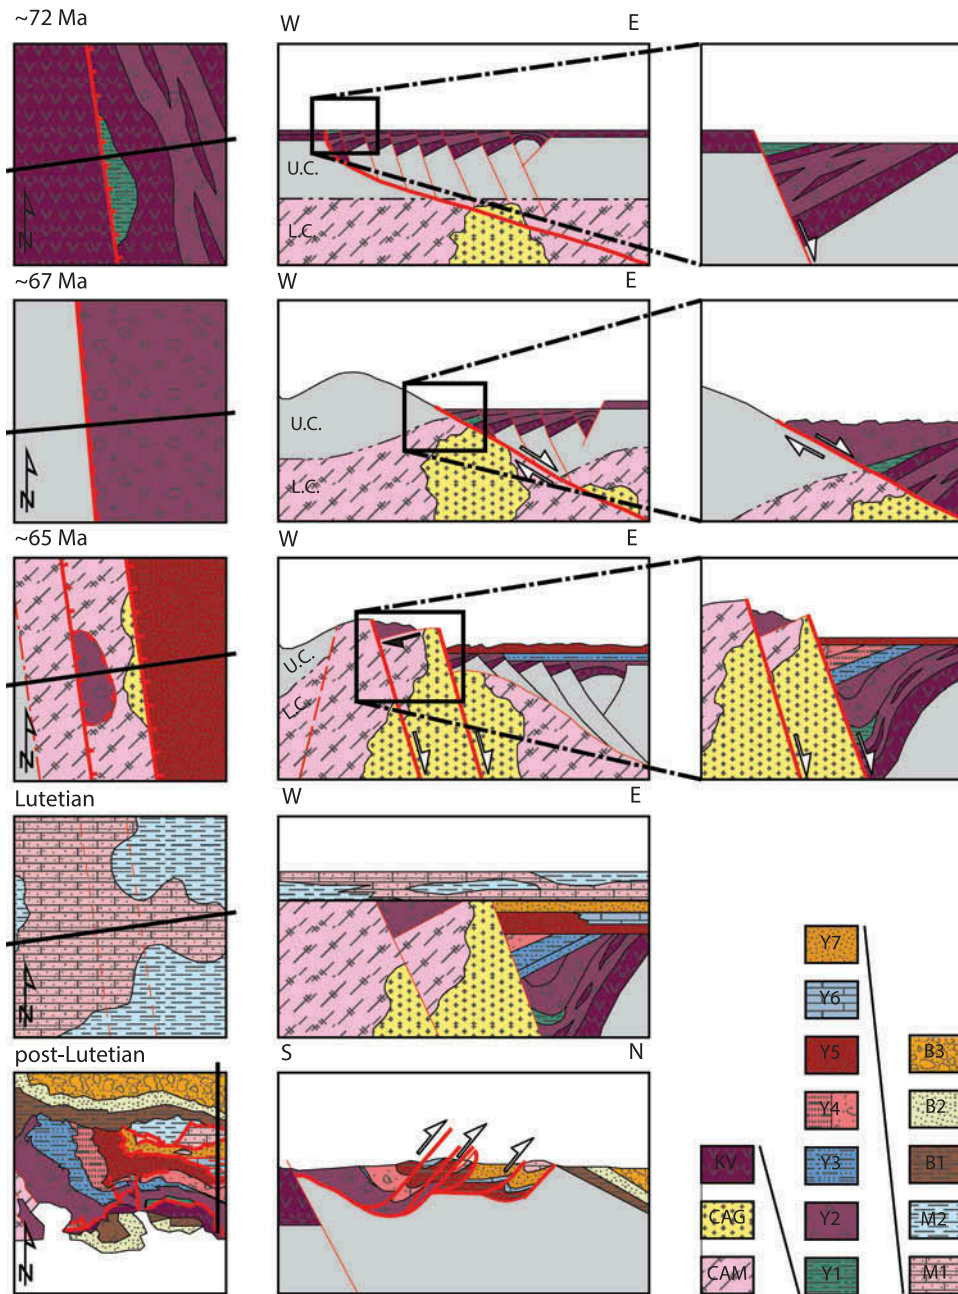 ~72 Ma
W E
U.C.
L.C.
N
~67 Ma
W E
U.C.
L.C.
N
~65 Ma
W E
U.C.
L.C.
N
Lutetian
W E
N
post-Lutetian
S N
N
Y7
Y6
Y5 B3
Y4 B2
KV Y3 B1
CAG Y2 M2
CAM Y1 M1